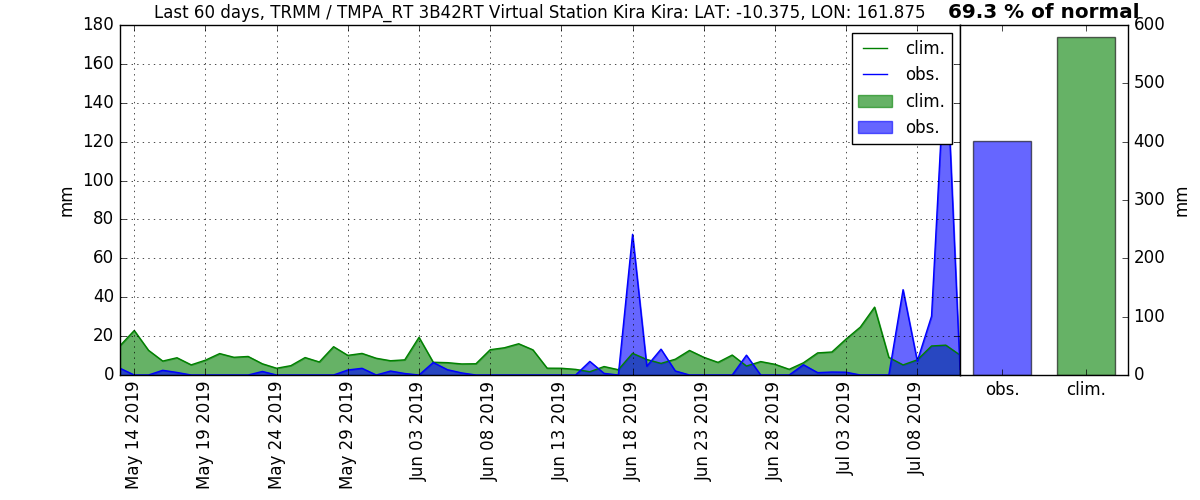 Last 60 days, TRMM / TMPA_RT 3B42RT Virtual Station Kira Kira: LAT: -10.375, LON: 161.875
69.3 % of normal
180
160
140
120
100
80
60
40
20
0
mm
clim.
obs.
clim.
obs.
600
500
400
300
200
100
0
mm
May 14 2019
May 19 2019
May 24 2019
May 29 2019
Jun 03 2019
Jun 08 2019
Jun 13 2019
Jun 18 2019
Jun 23 2019
Jun 28 2019
Jul 03 2019
Jul 08 2019
obs.
clim.